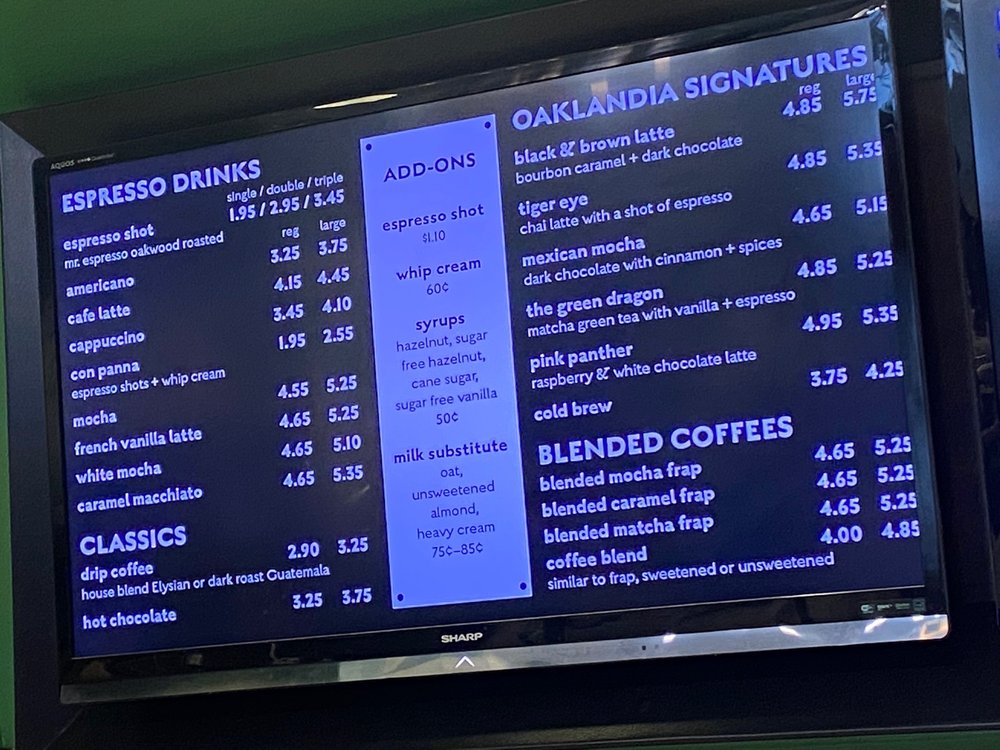 AQUOS
ESPRESSO DRINKS
single / double / triple
espresso shot 1.95 / 2.95 / 3.45
mr. espresso oakwood roasted
reg large
americano 3.25 3.75
cafe latte 4.15 4.45
cappuccino 3.45 4.10
con panna 1.95 2.55
espresso shots + whip cream
mocha 4.55 5.25
french vanilla latte 4.65 5.25
white mocha 4.65 5.10
caramel macchiato 4.65 5.35
CLASSICS
drip coffee 2.90 3.25
house blend Elysian or dark roast Guatemala
hot chocolate 3.25 3.75
ADD-ONS
espresso shot
$1.10
whip cream
60¢
syrups
hazelnut, sugar
free hazelnut,
cane sugar,
sugar free vanilla
50¢
milk substitute
oat,
unsweetened
almond,
heavy cream
75¢–85¢
OAKLANDIA SIGNATURES
reg large
black & brown latte 4.85 5.75
bourbon caramel + dark chocolate
tiger eye 4.85 5.35
chai latte with a shot of espresso
mexican mocha 4.65 5.15
dark chocolate with cinnamon + spices
the green dragon 4.85 5.25
matcha green tea with vanilla + espresso
pink panther 4.95 5.35
raspberry & white chocolate latte
cold brew 3.75 4.25
BLENDED COFFEES
blended mocha frap 4.65 5.25
blended caramel frap 4.65 5.25
blended matcha frap 4.65 5.25
coffee blend 4.00 4.85
similar to frap, sweetened or unsweetened
SHARP